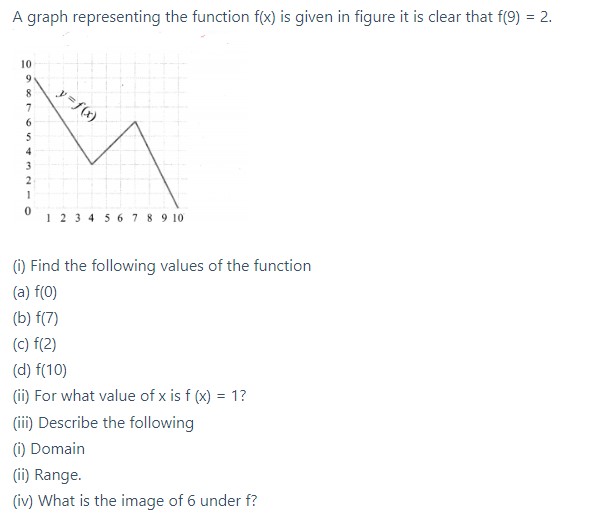 A graph representing the function f(x) is given in figure it is clear that f(9) = 2.
10
9
8
7
6
5
4
3
2
1
0
y = f(x)
1 2 3 4 5 6 7 8 9 10
(i) Find the following values of the function
(a) f(0)
(b) f(7)
(c) f(2)
(d) f(10)
(ii) For what value of x is f (x) = 1?
(iii) Describe the following
(i) Domain
(ii) Range.
(iv) What is the image of 6 under f?